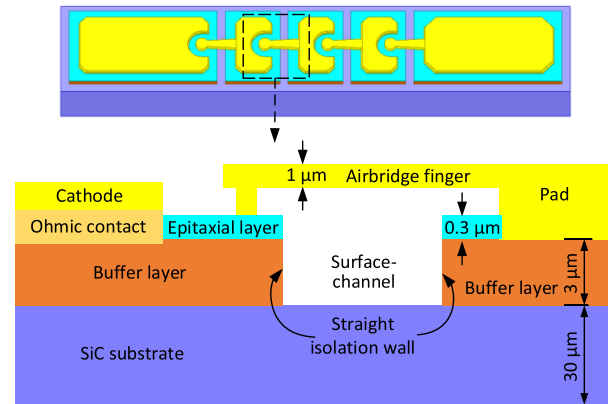 1 μm
Airbridge finger
Cathode
Pad
Ohmic contact
Epitaxial layer
0.3 μm
Buffer layer
Surface-
channel
Buffer layer
3 μm
Straight
isolation wall
SiC substrate
30 μm